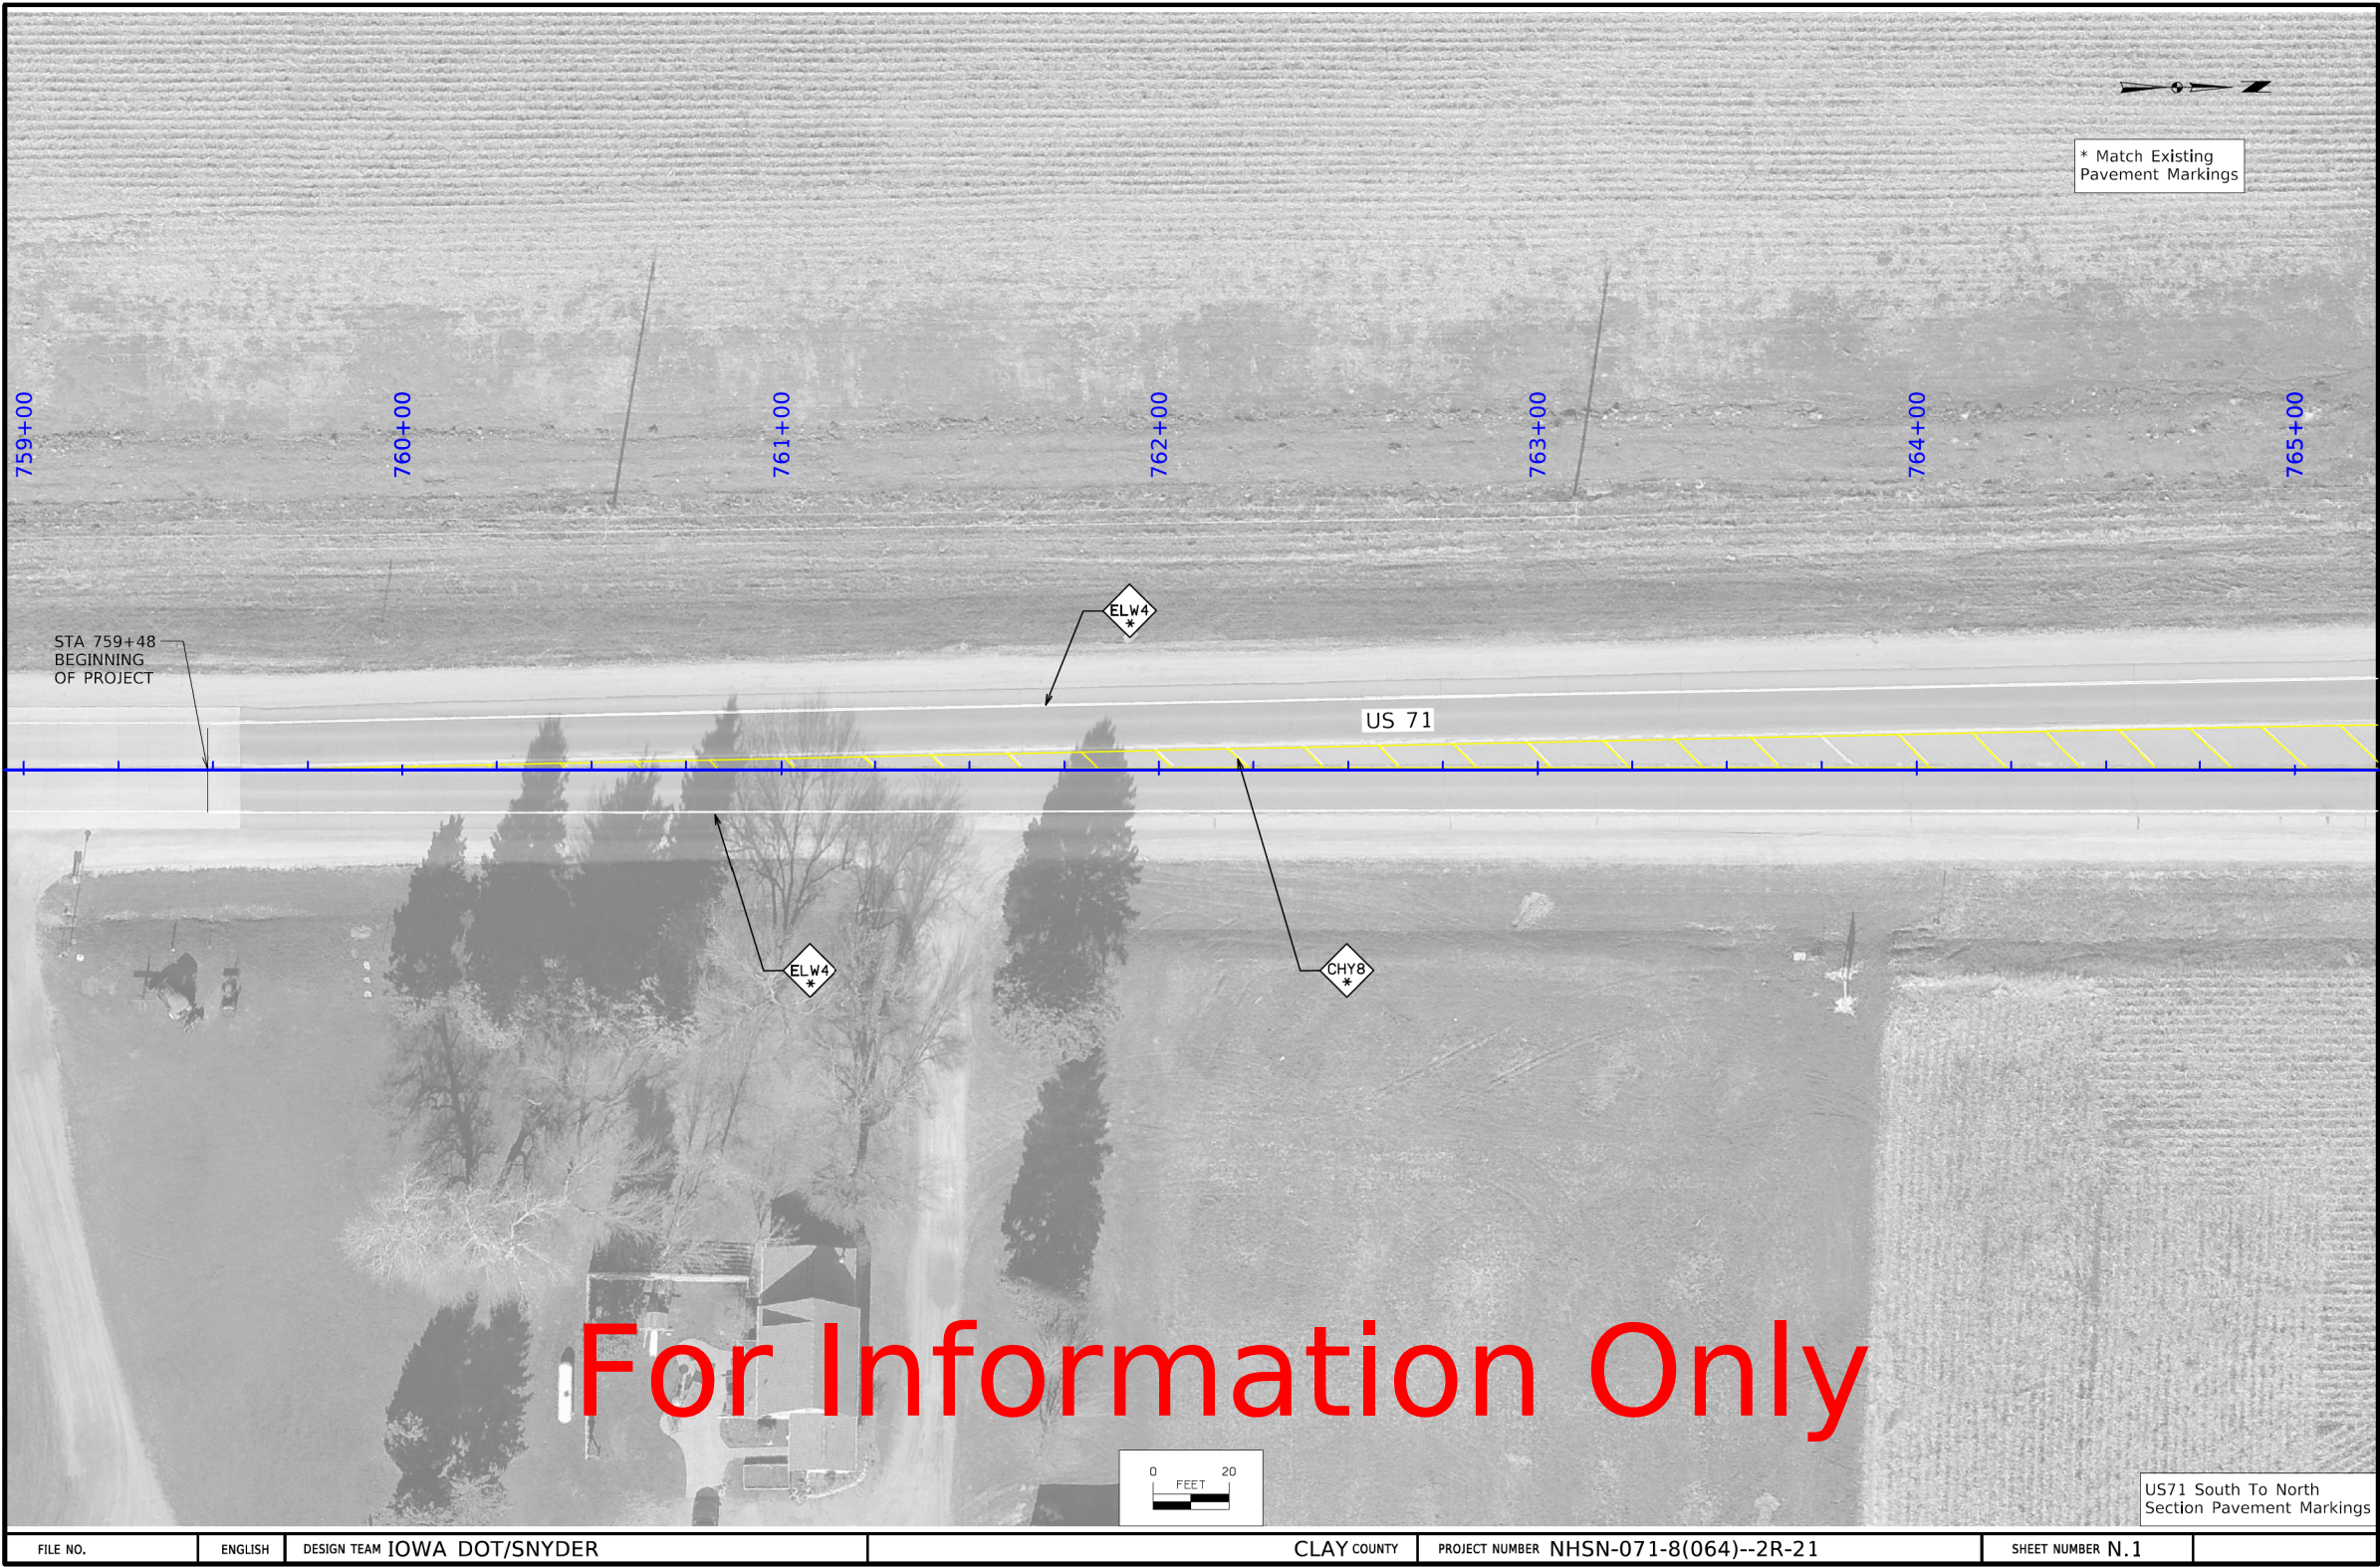 * Match Existing
Pavement Markings
759+00
760+00
761+00
762+00
763+00
764+00
765+00
STA 759+48
BEGINNING
OF PROJECT
ELW4
*
US 71
ELW4
*
CHY8
*
For Information Only
0 20
FEET
US71 South To North
Section Pavement Markings
FILE NO. ENGLISH DESIGN TEAM IOWA DOT/SNYDER CLAY COUNTY PROJECT NUMBER NHSN-071-8(064)--2R-21 SHEET NUMBER N.1